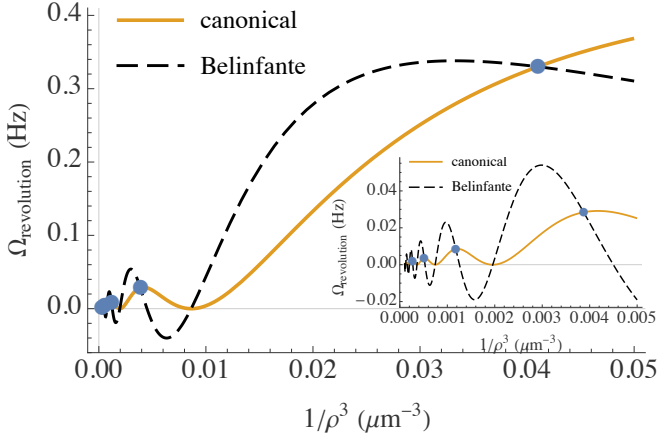 canonical
Belinfante
Ω_revolution (Hz)
0.4
0.3
0.2
0.1
0.0
0.00 0.01 0.02 0.03 0.04 0.05
1/ρ³ (μm⁻³)
canonical
Belinfante
Ω_revolution (Hz)
0.04
0.02
0.00
−0.02
0.000 0.001 0.002 0.003 0.004 0.005
1/ρ³ (μm⁻³)